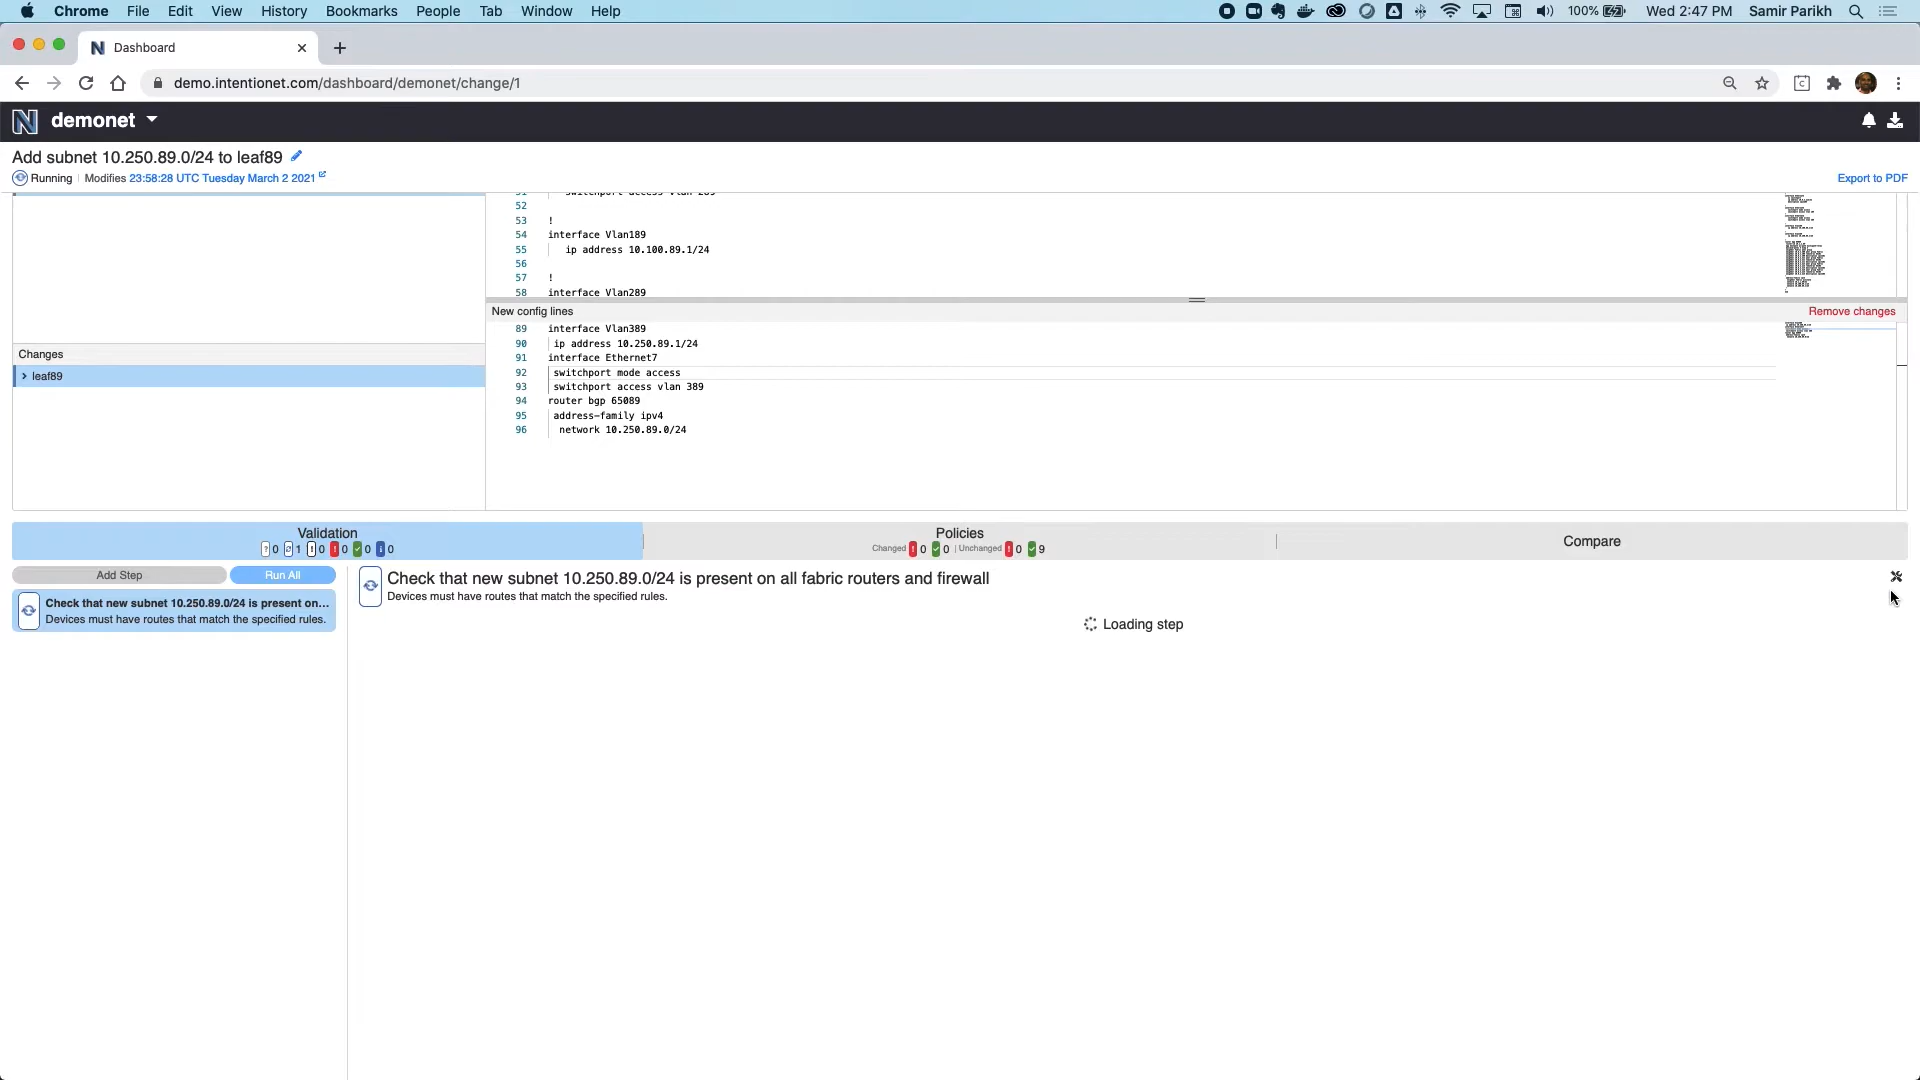 Chrome File Edit View History Bookmarks People Tab Window Help
100% Wed 2:47 PM Samir Parikh
Dashboard
demo.intentionet.com/dashboard/demonet/change/1
demonet
Add subnet 10.250.89.0/24 to leaf89
Running Modifies 23:58:28 UTC Tuesday March 2 2021
Export to PDF
51 switchport access vlan 289
52
53 !
54 interface Vlan189
55 ip address 10.100.89.1/24
56
57 !
58 interface Vlan289
New config lines
Remove changes
89 interface Vlan389
90 ip address 10.250.89.1/24
91 interface Ethernet7
92 switchport mode access
93 switchport access vlan 389
94 router bgp 65089
95 address-family ipv4
96 network 10.250.89.0/24
Changes
> leaf89
Validation
? 0 1 ! 0 ! 0 0 i 0
Policies
Changed ! 0 0 | Unchanged ! 0 9
Compare
Add Step Run All
Check that new subnet 10.250.89.0/24 is present on...
Devices must have routes that match the specified rules.
Check that new subnet 10.250.89.0/24 is present on all fabric routers and firewall
Devices must have routes that match the specified rules.
Loading step